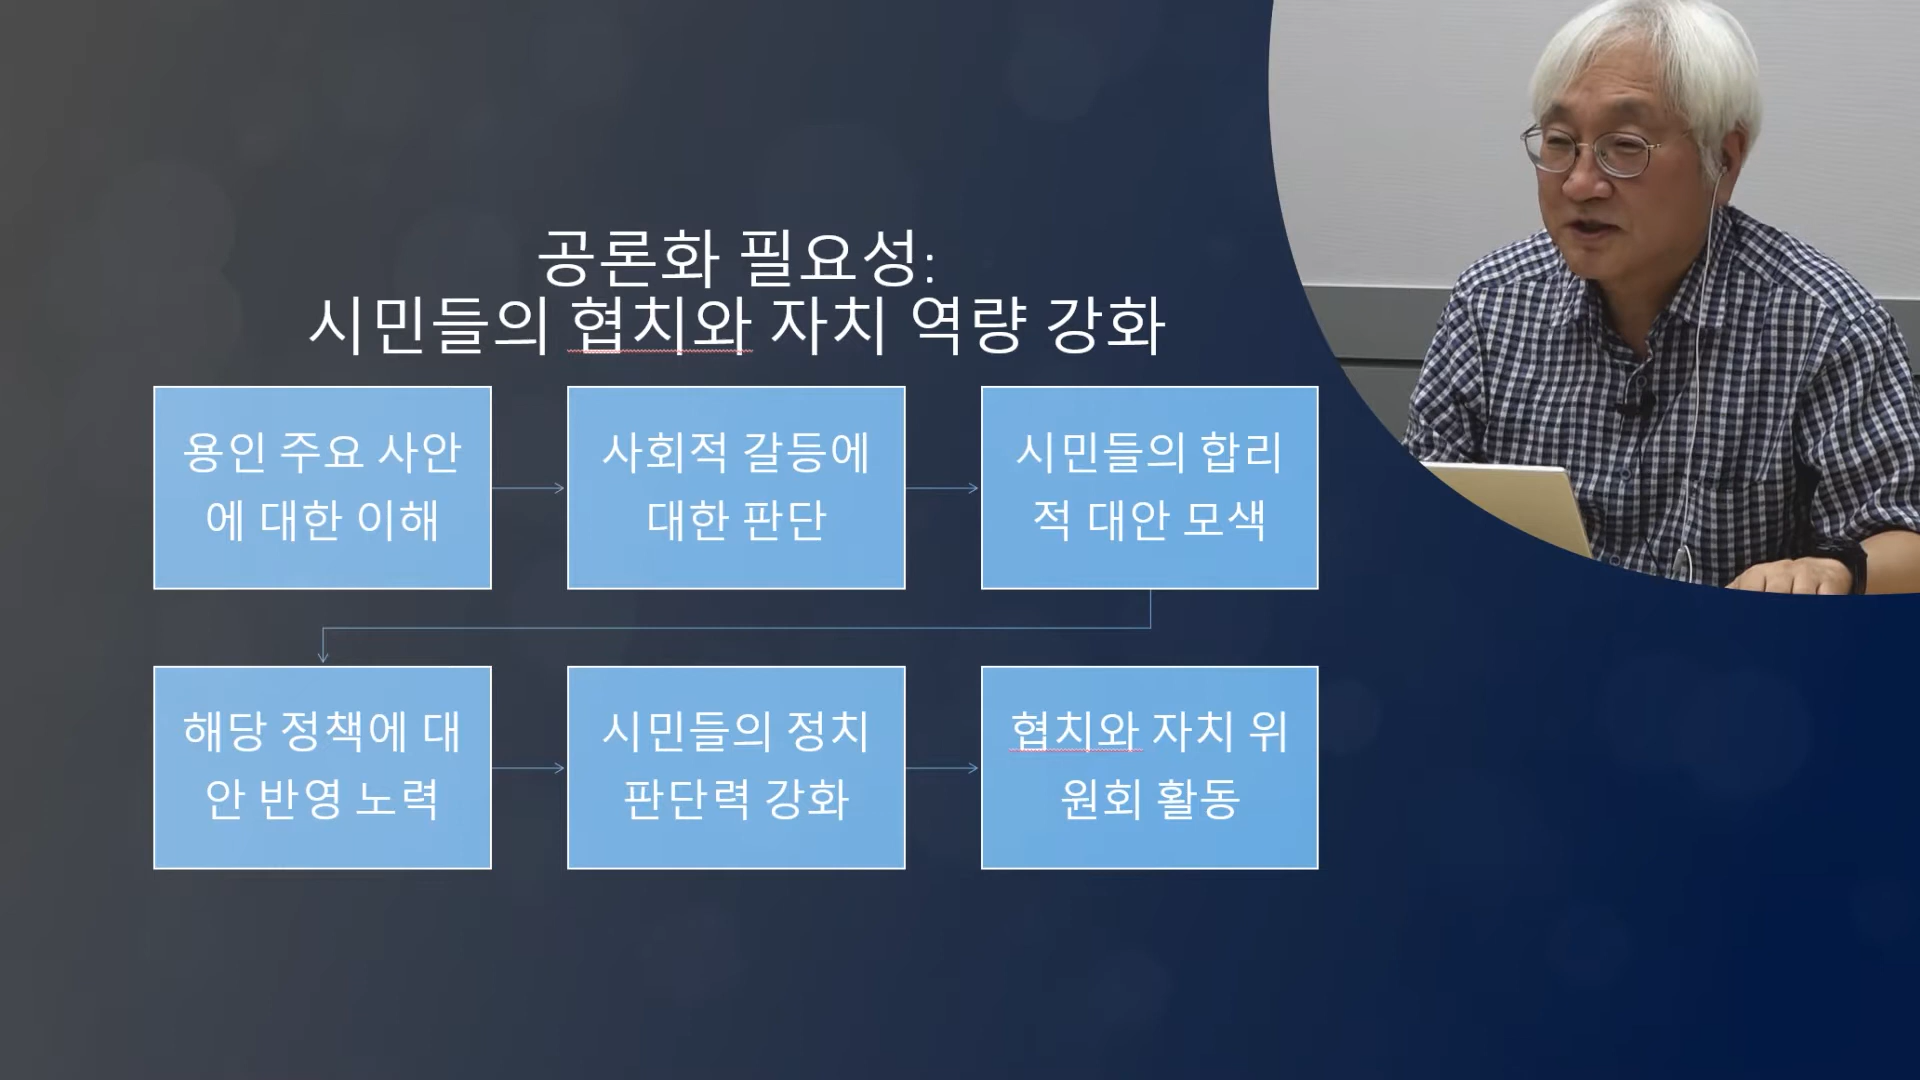 공론화 필요성:
시민들의 협치와 자치 역량 강화
용인 주요 사안
에 대한 이해
사회적 갈등에
대한 판단
시민들의 합리
적 대안 모색
해당 정책에 대
안 반영 노력
시민들의 정치
판단력 강화
협치와 자치 위
원회 활동